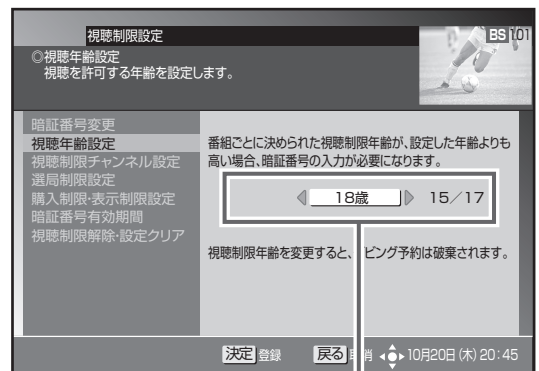 視聴制限設定
BS 101
◎視聴年齢設定
視聴を許可する年齢を設定します。
暗証番号変更
視聴年齢設定
視聴制限チャンネル設定
選局制限設定
購入制限・表示制限設定
暗証番号有効期間
視聴制限解除・設定クリア
番組ごとに決められた視聴制限年齢が、設定した年齢よりも
高い場合、暗証番号の入力が必要になります。
18歳 15/17
視聴制限年齢を変更すると、 ビング予約は破棄されます。
決定 登録 戻る 消 10月20日(木)20:45